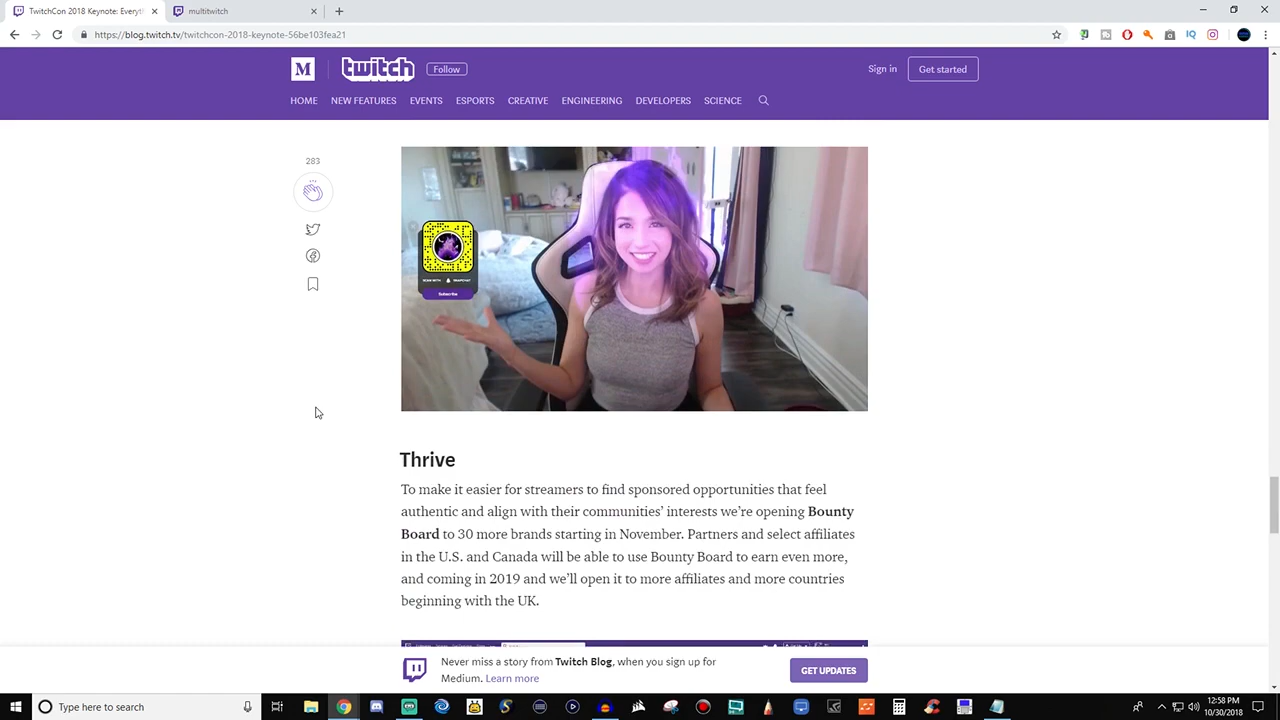 TwitchCon 2018 Keynote: Everyth
multitwitch
https://blog.twitch.tv/twitchcon-2018-keynote-56be103fea21
M
twitch
Follow
Sign in
Get started
HOME
NEW FEATURES
EVENTS
ESPORTS
CREATIVE
ENGINEERING
DEVELOPERS
SCIENCE
283
SCAN WITH SNAPCHAT
Subscribe
Thrive
To make it easier for streamers to find sponsored opportunities that feel
authentic and align with their communities’ interests we’re opening Bounty
Board to 30 more brands starting in November. Partners and select affiliates
in the U.S. and Canada will be able to use Bounty Board to earn even more,
and coming in 2019 and we’ll open it to more affiliates and more countries
beginning with the UK.
Never miss a story from Twitch Blog, when you sign up for
Medium. Learn more
GET UPDATES
Type here to search
12:58 PM
10/30/2018